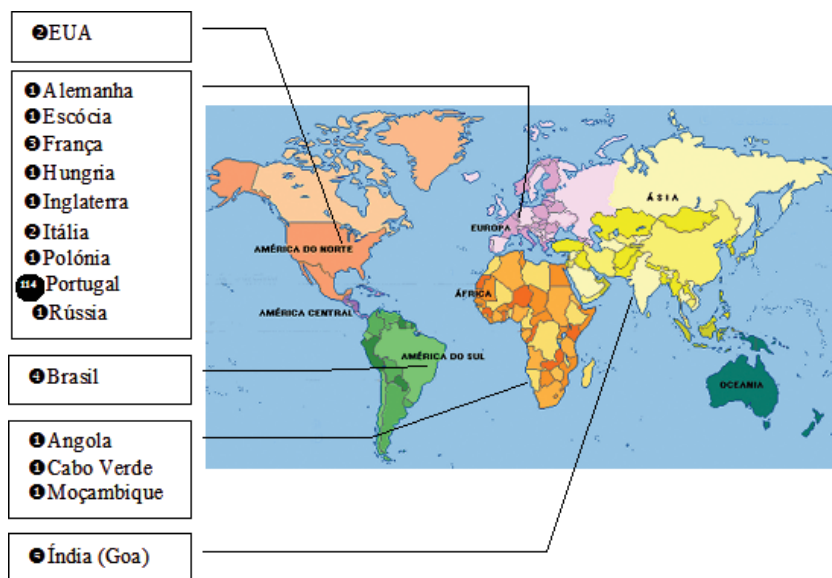 ❷EUA
❶Alemanha
❶Escócia
❸França
❶Hungria
❶Inglaterra
❷Itália
❶Polónia
114 Portugal
❶Rússia
❹Brasil
❶Angola
❶Cabo Verde
❶Moçambique
❺Índia (Goa)
ÁSIA
EUROPA
AMÉRICA DO NORTE
ÁFRICA
AMÉRICA CENTRAL
AMÉRICA DO SUL
OCEANIA